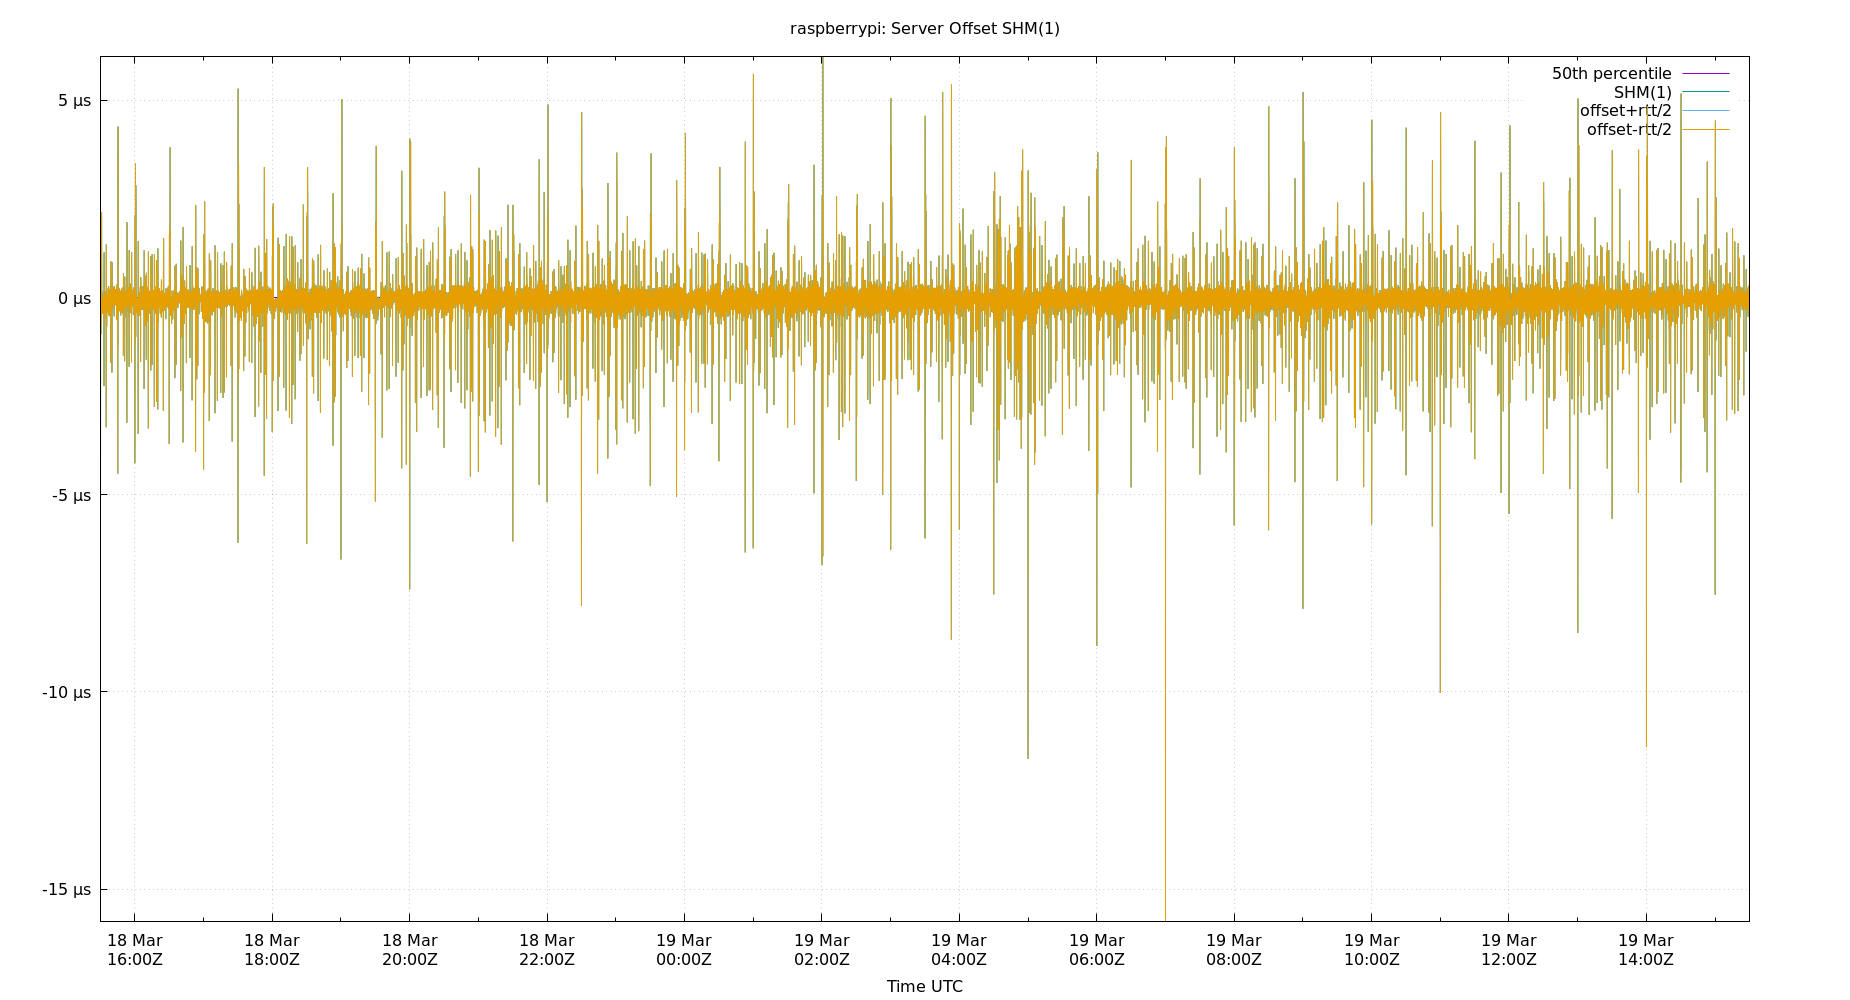 raspberrypi: Server Offset SHM(1)
50th percentile
SHM(1)
offset+rtt/2
offset-rtt/2
5 µs
0 µs
-5 µs
-10 µs
-15 µs
18 Mar 18 Mar 18 Mar 18 Mar 19 Mar 19 Mar 19 Mar 19 Mar 19 Mar 19 Mar 19 Mar 19 Mar
16:00Z 18:00Z 20:00Z 22:00Z 00:00Z 02:00Z 04:00Z 06:00Z 08:00Z 10:00Z 12:00Z 14:00Z
Time UTC